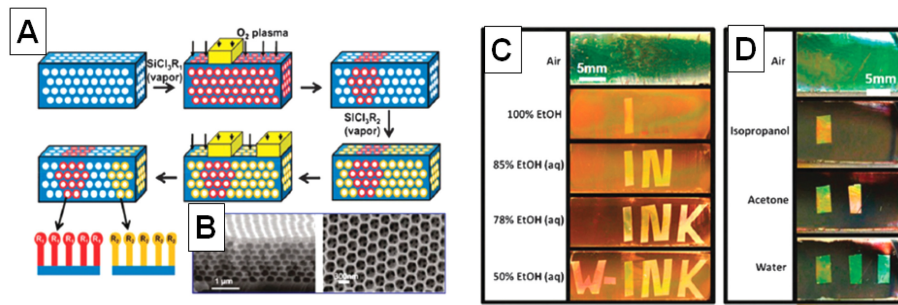 A
O₂ plasma
SiCl₃R₁
(vapor)
SiCl₃R₂
(vapor)
R₁ R₁ R₁ R₁ R₁
R₂ R₂ R₂ R₂ R₂
B
1 µm
300nm
C
Air
5mm
100% EtOH
I
85% EtOH (aq)
IN
78% EtOH (aq)
INK
50% EtOH (aq)
W-INK
D
Air
5mm
Isopropanol
Acetone
Water